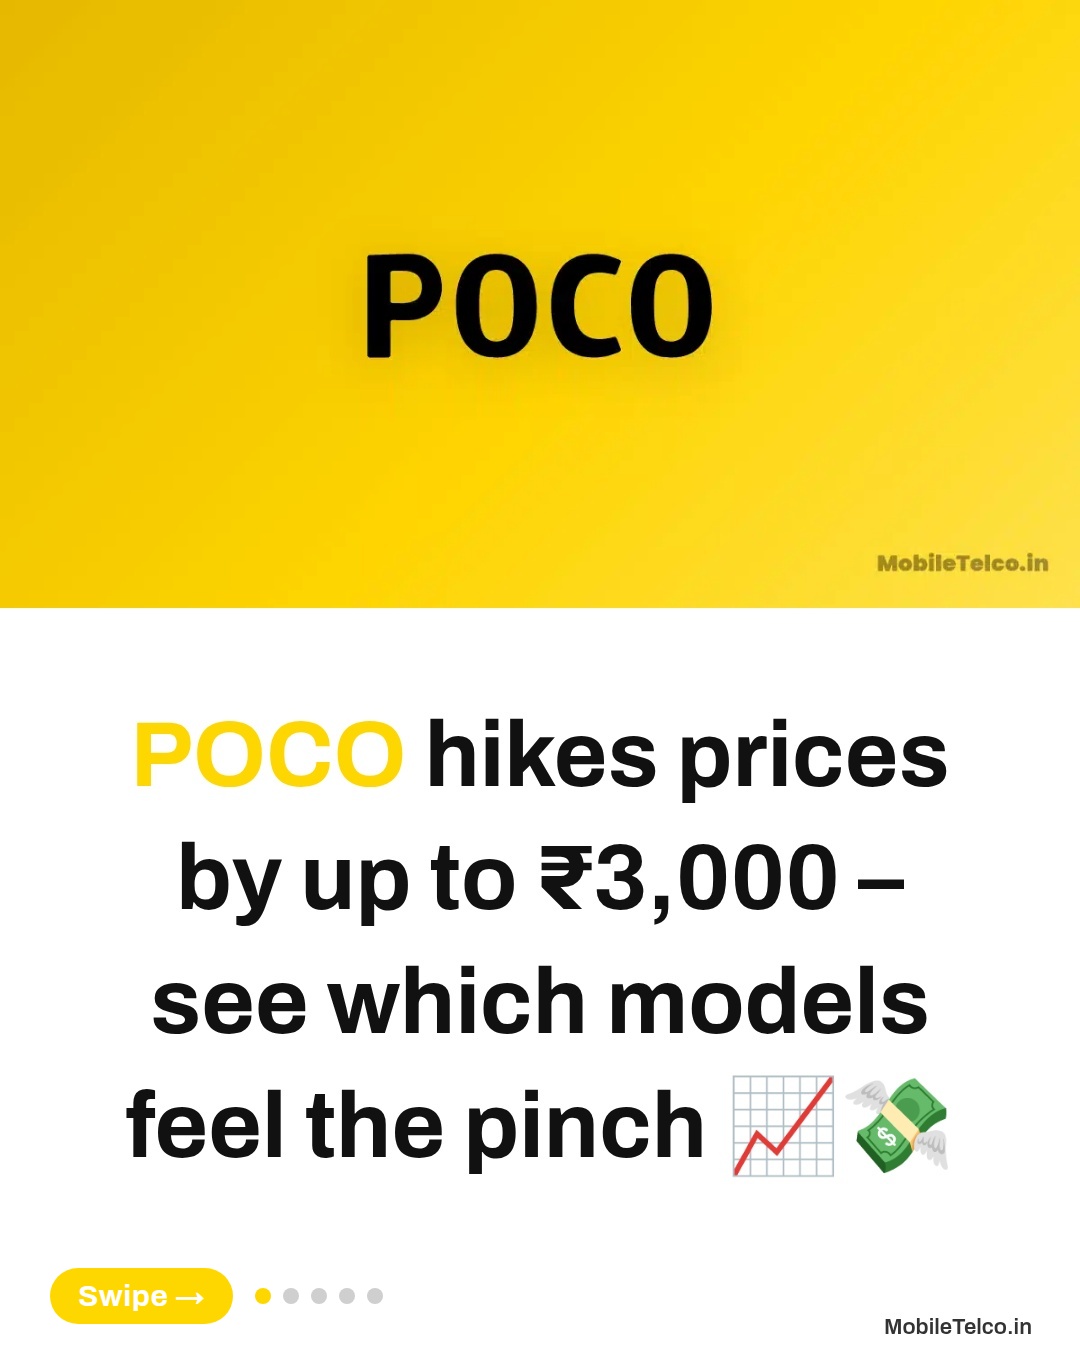 POCO
MobileTelco.in
POCO hikes prices
by up to ₹3,000 –
see which models
feel the pinch 📈💸
Swipe →
MobileTelco.in